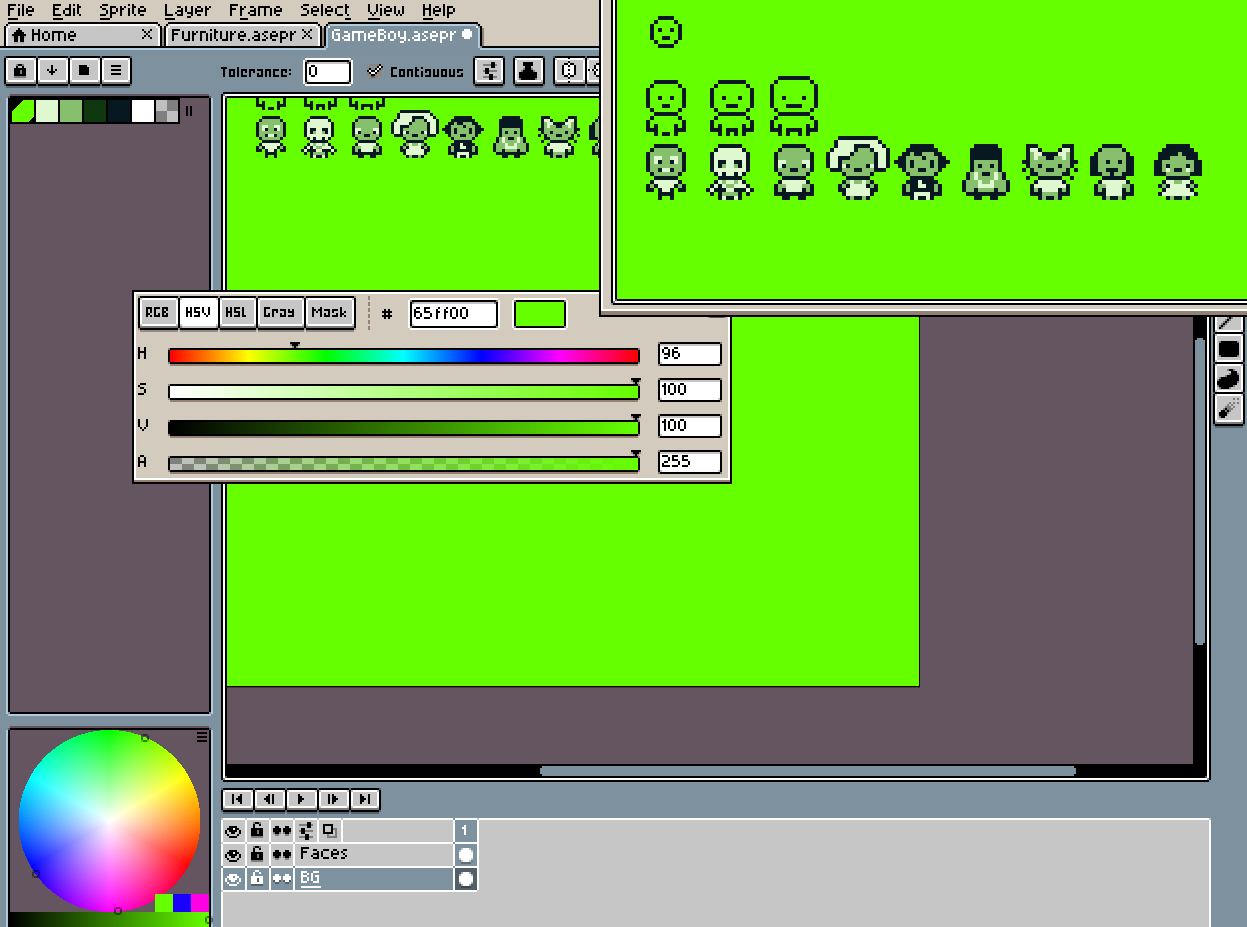 File Edit Sprite Layer Frame Select View Help
Home Furniture.asepr GameBoy.asepr
Tolerance: 0 Contiguous
RGB HSV HSL Gray Mask # 65ff00
H 96
S 100
V 100
A 255
1
Faces
BG